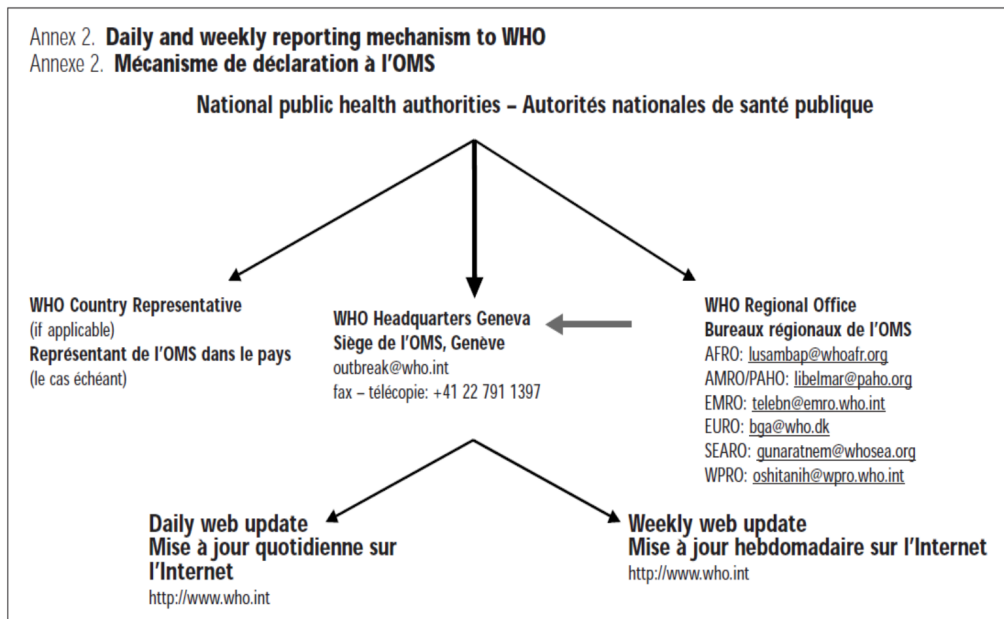 Annex 2. Daily and weekly reporting mechanism to WHO
Annexe 2. Mécanisme de déclaration à l'OMS
National public health authorities – Autorités nationales de santé publique
WHO Country Representative
(if applicable)
Représentant de l'OMS dans le pays
(le cas échéant)
WHO Headquarters Geneva
Siège de l'OMS, Genève
outbreak@who.int
fax – télécopie: +41 22 791 1397
WHO Regional Office
Bureaux régionaux de l'OMS
AFRO: lusambap@whoafr.org
AMRO/PAHO: libelmar@paho.org
EMRO: telebn@emro.who.int
EURO: bga@who.dk
SEARO: gunaratnem@whosea.org
WPRO: oshitanih@wpro.who.int
Daily web update
Mise à jour quotidienne sur
l'Internet
http://www.who.int
Weekly web update
Mise à jour hebdomadaire sur l'Internet
http://www.who.int